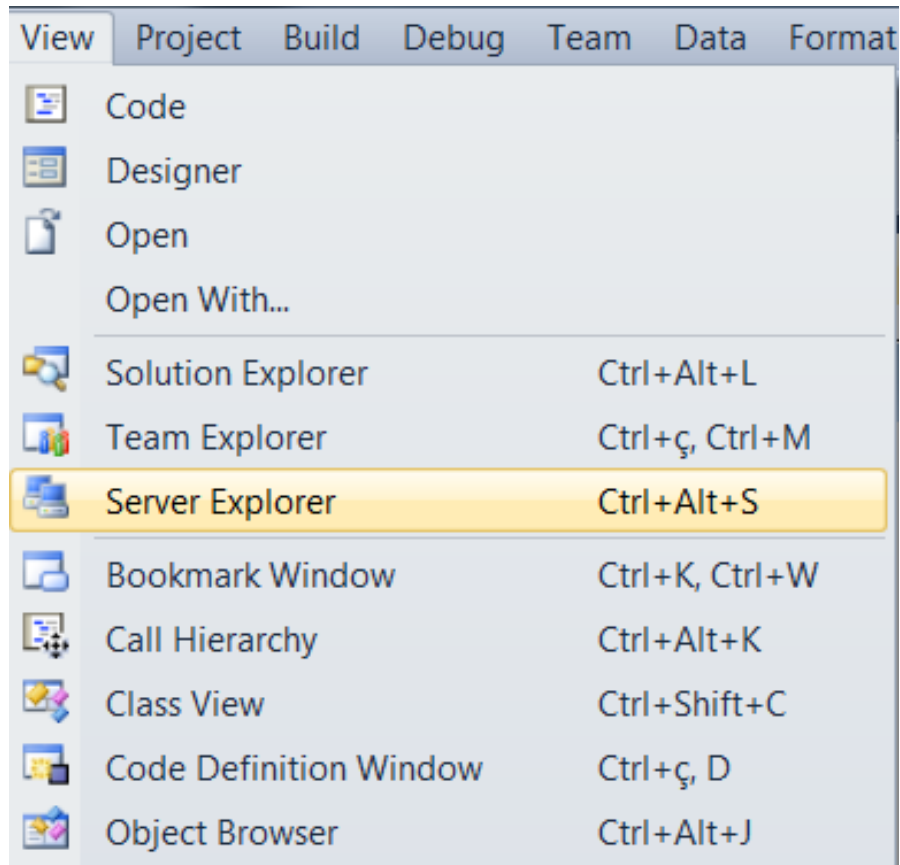 View Project Build Debug Team Data Format
Code
Designer
Open
Open With...
Solution Explorer Ctrl+Alt+L
Team Explorer Ctrl+ç, Ctrl+M
Server Explorer Ctrl+Alt+S
Bookmark Window Ctrl+K, Ctrl+W
Call Hierarchy Ctrl+Alt+K
Class View Ctrl+Shift+C
Code Definition Window Ctrl+ç, D
Object Browser Ctrl+Alt+J